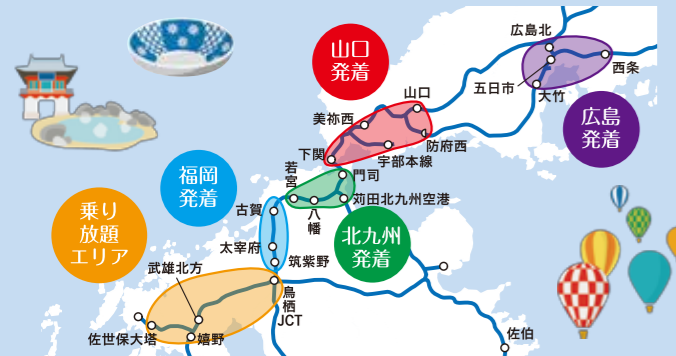 山口
発着
広島北
西条
五日市
大竹
広島
発着
山口
美祢西
防府西
下関
宇部本線
福岡
発着
若宮
門司
古賀
八幡
苅田北九州空港
北九州
発着
乗り
放題
エリア
太宰府
筑紫野
武雄北方
鳥栖
JCT
佐世保大塔
嬉野
佐伯